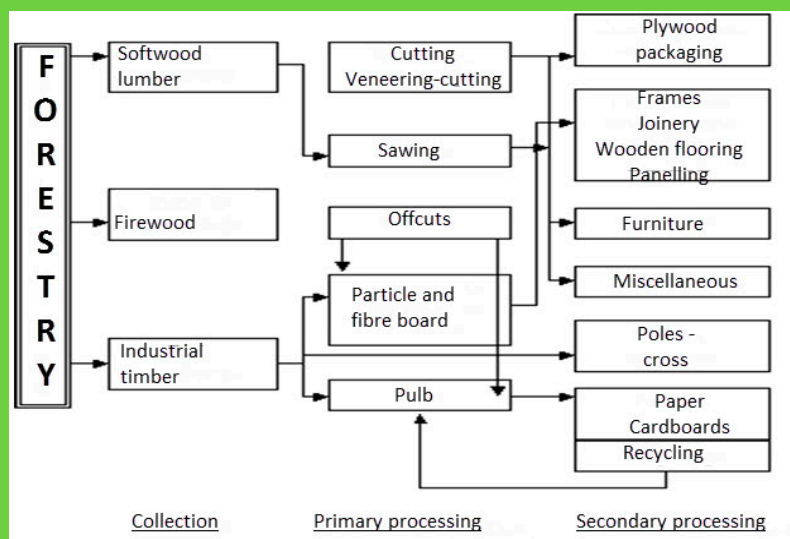 FORESTRY
Softwood
lumber
Firewood
Industrial
timber
Collection
Cutting
Veneering-cutting
Sawing
Offcuts
Particle and
fibre board
Pulb
Primary processing
Plywood
packaging
Frames
Joinery
Wooden flooring
Panelling
Furniture
Miscellaneous
Poles -
cross
Paper
Cardboards
Recycling
Secondary processing